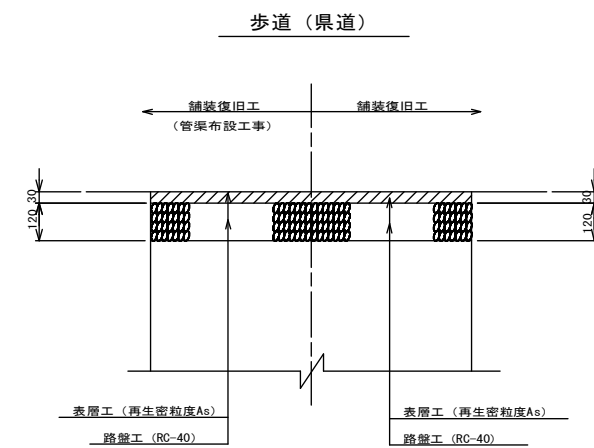 歩道（県道）
舗装復旧工 舗装復旧工
（管渠布設工事）
30 30
120 120
表層工（再生密粒度As） 表層工（再生密粒度As）
路盤工（RC-40） 路盤工（RC-40）